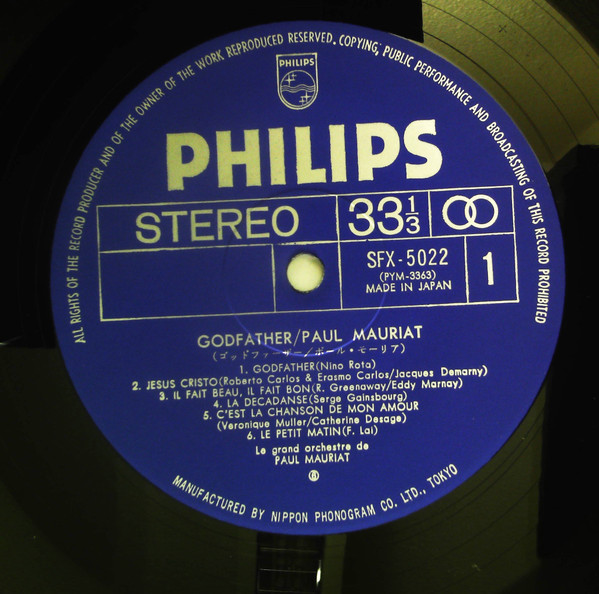 ALL RIGHTS OF THE RECORD PRODUCER AND OF THE OWNER OF THE WORK REPRODUCED RESERVED. COPYING, PUBLIC PERFORMANCE AND BROADCASTING OF THIS RECORD PROHIBITED
PHILIPS
PHILIPS
STEREO
33 1/3
SFX-5022
(PYM-3363)
MADE IN JAPAN
1
GODFATHER/PAUL MAURIAT
(ゴッドファーザー/ポール・モーリア)
1. GODFATHER(Nino Rota)
2. JESUS CRISTO(Roberto Carlos & Erasmo Carlos/Jacques Demarny)
3. IL FAIT BEAU, IL FAIT BON(R. Greenaway/Eddy Marnay)
4. LA DECADANSE(Serge Gainsbourg)
5. C'EST LA CHANSON DE MON AMOUR
(Veronique Muller/Catherine Desage)
6. LE PETIT MATIN(F. Lai)
Le grand orchestre de
PAUL MAURIAT
MANUFACTURED BY NIPPON PHONOGRAM CO. LTD., TOKYO